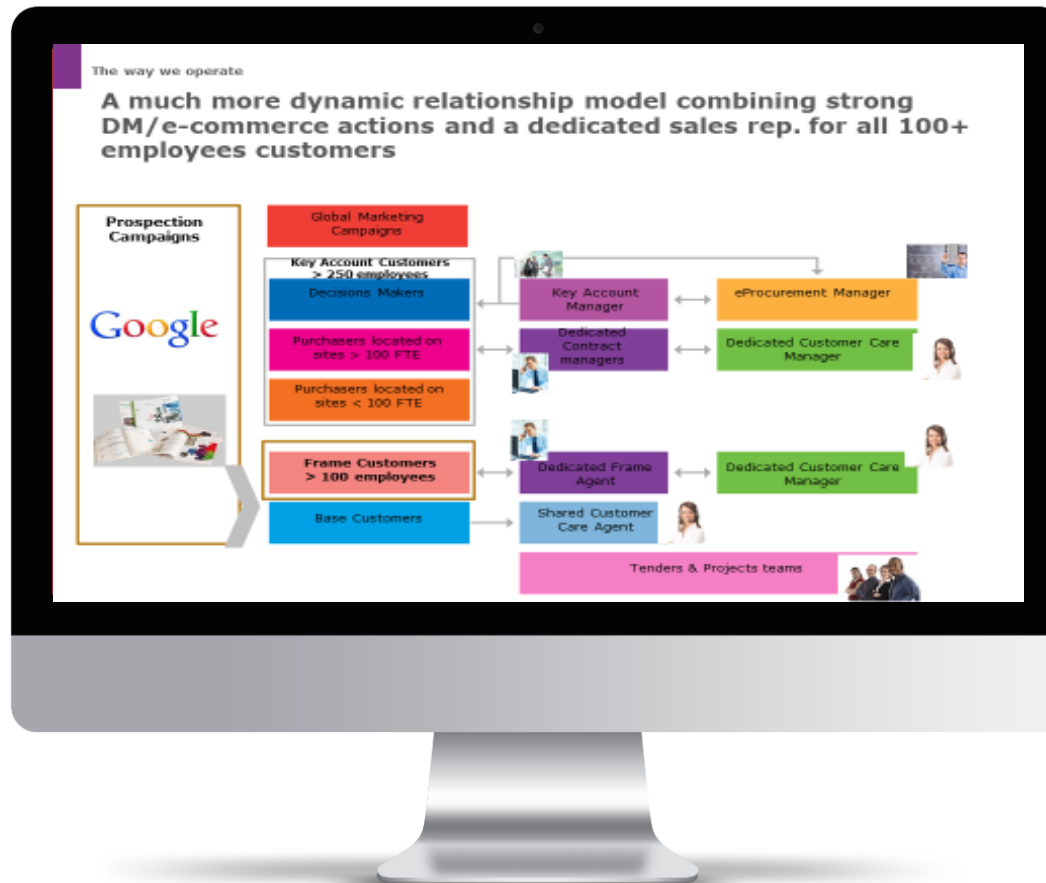 The way we operate
A much more dynamic relationship model combining strong
DM/e-commerce actions and a dedicated sales rep. for all 100+
employees customers
Prospection
Campaigns
Google
Global Marketing
Campaigns
Key Account Customers
> 250 employees
Decisions Makers
Purchasers located on
sites > 100 FTE
Purchasers located on
sites < 100 FTE
Frame Customers
> 100 employees
Base Customers
Key Account
Manager
Dedicated
Contract
managers
Dedicated Frame
Agent
Shared Customer
Care Agent
eProcurement Manager
Dedicated Customer Care
Manager
Dedicated Customer Care
Manager
Tenders & Projects teams